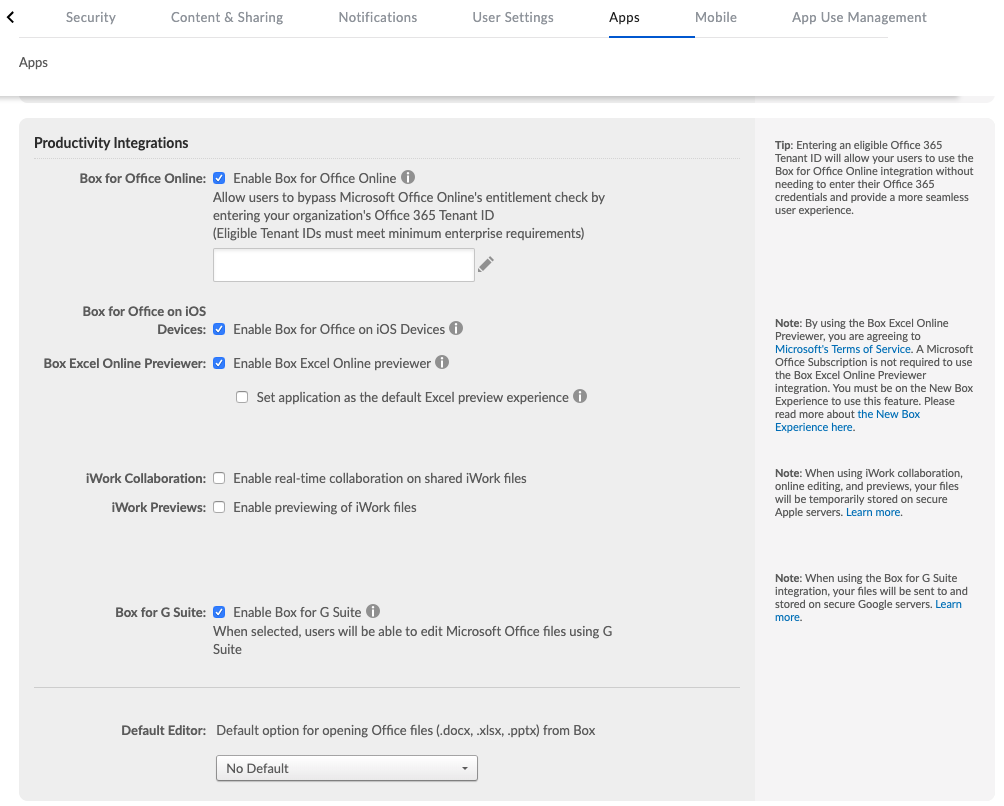 Security Content & Sharing Notifications User Settings Apps Mobile App Use Management
Apps
Productivity Integrations
Box for Office Online: Enable Box for Office Online
Allow users to bypass Microsoft Office Online's entitlement check by
entering your organization's Office 365 Tenant ID
(Eligible Tenant IDs must meet minimum enterprise requirements)
Box for Office on iOS
Devices: Enable Box for Office on iOS Devices
Box Excel Online Previewer: Enable Box Excel Online previewer
Set application as the default Excel preview experience
iWork Collaboration: Enable real-time collaboration on shared iWork files
iWork Previews: Enable previewing of iWork files
Box for G Suite: Enable Box for G Suite
When selected, users will be able to edit Microsoft Office files using G
Suite
Default Editor: Default option for opening Office files (.docx, .xlsx, .pptx) from Box
No Default
Tip: Entering an eligible Office 365
Tenant ID will allow your users to use the
Box for Office Online integration without
needing to enter their Office 365
credentials and provide a more seamless
user experience.
Note: By using the Box Excel Online
Previewer, you are agreeing to
Microsoft's Terms of Service. A Microsoft
Office Subscription is not required to use
the Box Excel Online Previewer
integration. You must be on the New Box
Experience to use this feature. Please
read more about the New Box
Experience here.
Note: When using iWork collaboration,
online editing, and previews, your files
will be temporarily stored on secure
Apple servers. Learn more.
Note: When using the Box for G Suite
integration, your files will be sent to and
stored on secure Google servers. Learn
more.